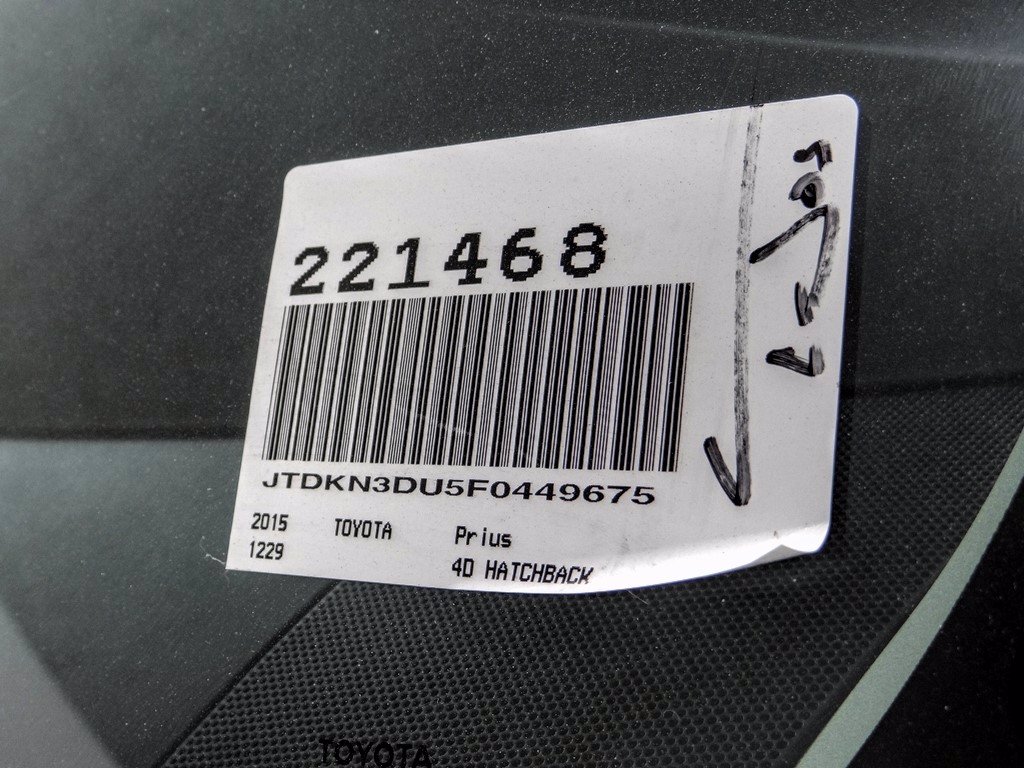 221468
JTDKN3DU5F0449675
2015 TOYOTA Prius
1229 4D HATCHBACK
TOYOTA